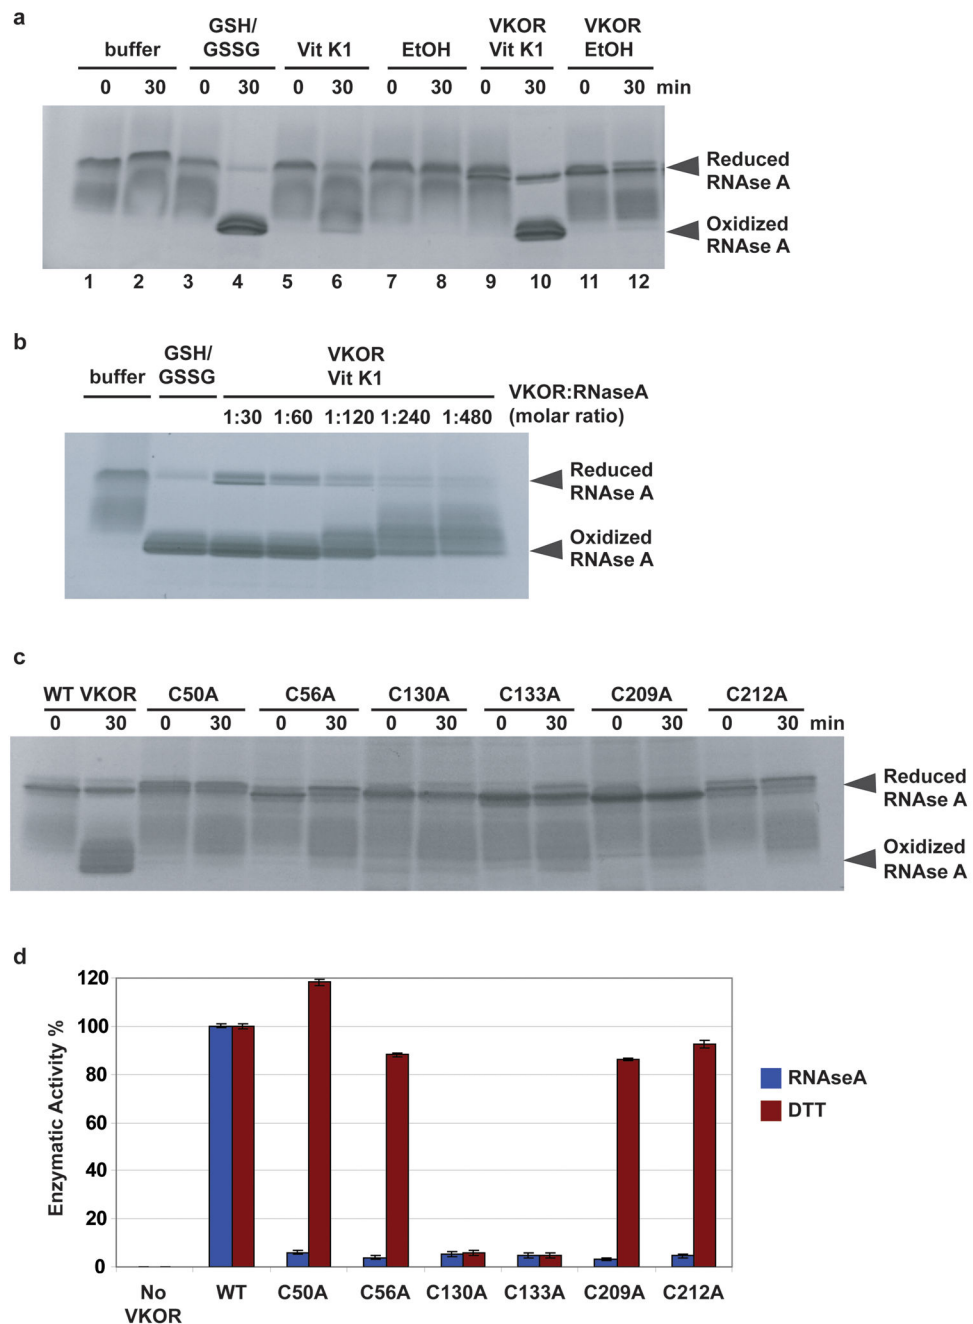 a
buffer GSH/GSSG Vit K1 EtOH VKOR Vit K1 VKOR EtOH
0 30 0 30 0 30 0 30 0 30 0 30 min
Reduced RNAse A
Oxidized RNAse A
1 2 3 4 5 6 7 8 9 10 11 12
b
buffer GSH/GSSG VKOR Vit K1
VKOR:RNaseA (molar ratio)
1:30 1:60 1:120 1:240 1:480
Reduced RNAse A
Oxidized RNAse A
c
WT VKOR C50A C56A C130A C133A C209A C212A
0 30 0 30 0 30 0 30 0 30 0 30 0 30 min
Reduced RNAse A
Oxidized RNAse A
d
Enzymatic Activity %
120
100
80
60
40
20
0
No VKOR WT C50A C56A C130A C133A C209A C212A
RNAseA
DTT